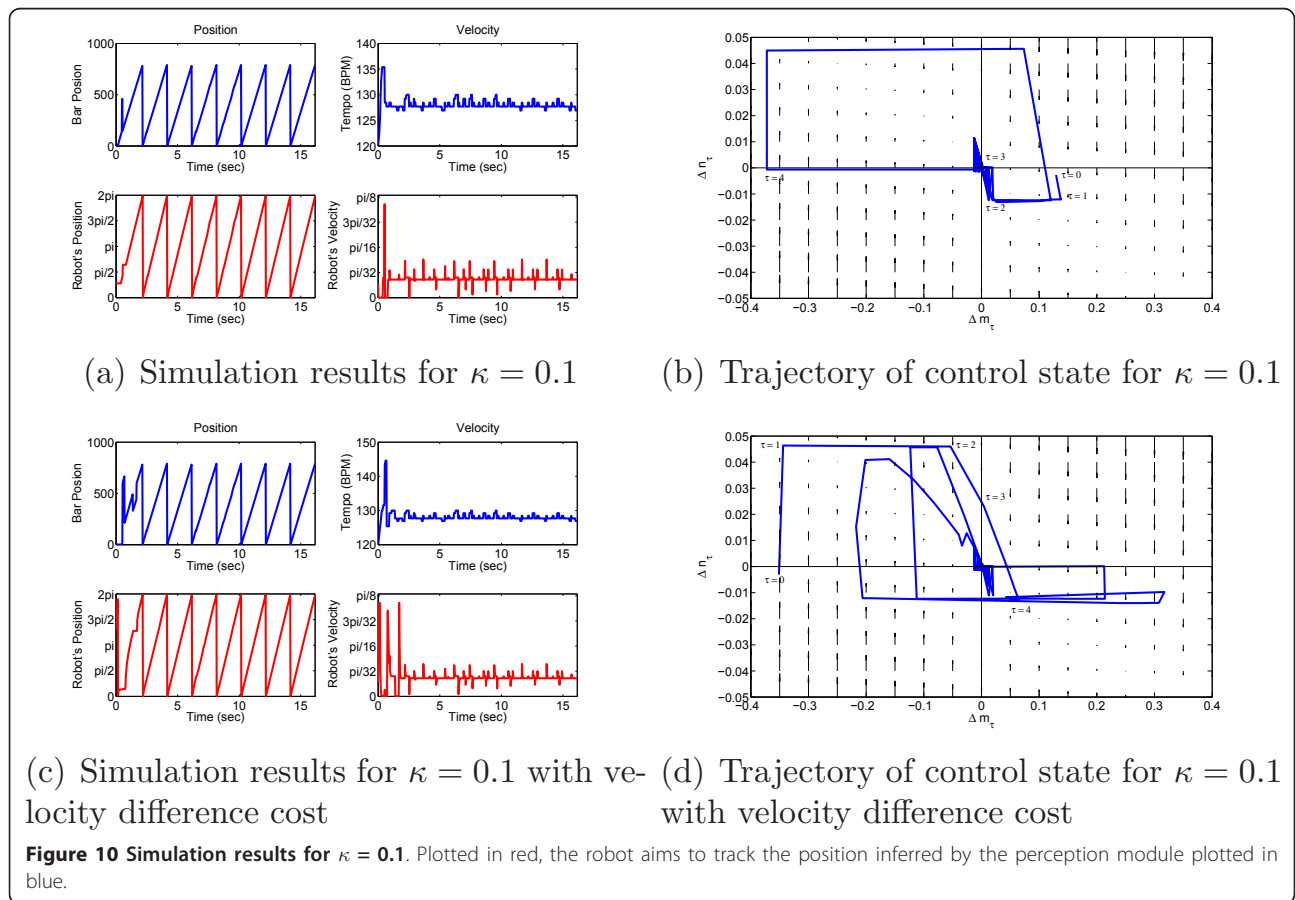 Position
Velocity
1000
500
0
Bar Posion
0
5
10
15
Time (sec)
140
135
130
125
120
Tempo (BPM)
0
5
10
15
Time (sec)
2pi
3pi/2
pi
pi/2
0
Robot's Position
0
5
10
15
Time (sec)
pi/8
3pi/32
pi/16
pi/32
0
Robot's Velocity
0
5
10
15
Time (sec)
0.05
0.04
0.03
0.02
0.01
0
−0.01
−0.02
−0.03
−0.04
−0.05
Δ n τ
τ = 3
τ = 0
τ = 4
τ = 1
τ = 2
−0.4
−0.3
−0.2
−0.1
0
0.1
0.2
0.3
0.4
Δ m τ
(a) Simulation results for κ = 0.1
(b) Trajectory of control state for κ = 0.1
Position
Velocity
1000
500
0
Bar Position
0
5
10
15
Time (sec)
150
140
130
120
Tempo (BPM)
0
5
10
15
Time (sec)
2pi
3pi/2
pi
pi/2
0
Robot's Position
0
5
10
15
Time (sec)
pi/8
3pi/32
pi/16
pi/32
0
Robot's Velocity
0
5
10
15
Time (sec)
0.05
0.04
0.03
0.02
0.01
0
−0.01
−0.02
−0.03
−0.04
−0.05
Δ n τ
τ = 1
τ = 2
τ = 3
τ = 0
τ = 4
−0.4
−0.3
−0.2
−0.1
0
0.1
0.2
0.3
0.4
Δ m τ
(c) Simulation results for κ = 0.1 with ve-
locity difference cost
(d) Trajectory of control state for κ = 0.1
with velocity difference cost
Figure 10 Simulation results for κ = 0.1. Plotted in red, the robot aims to track the position inferred by the perception module plotted in
blue.